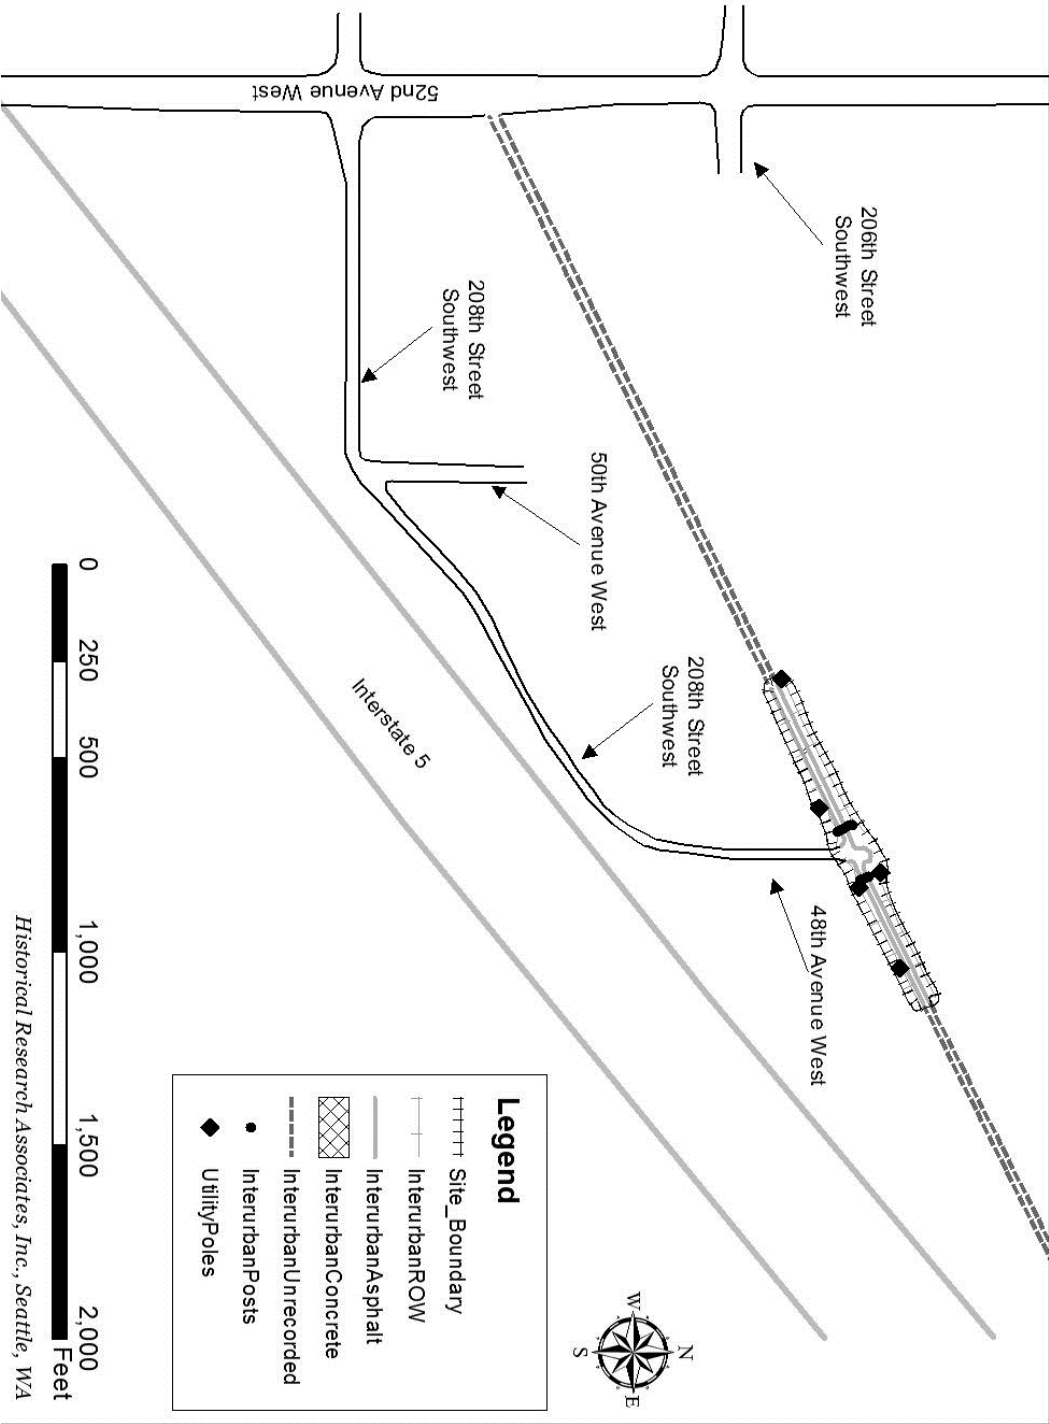 52nd Avenue West
206th Street
Southwest
208th Street
Southwest
50th Avenue West
208th Street
Southwest
48th Avenue West
Interstate 5
Legend
Site_Boundary
InterurbanROW
InterurbanAsphalt
InterurbanConcrete
InterurbanUnrecorded
InterurbanPosts
UtilityPoles
N
W
E
S
0 250 500 1,000 1,500 2,000
Feet
Historical Research Associates, Inc., Seattle, WA